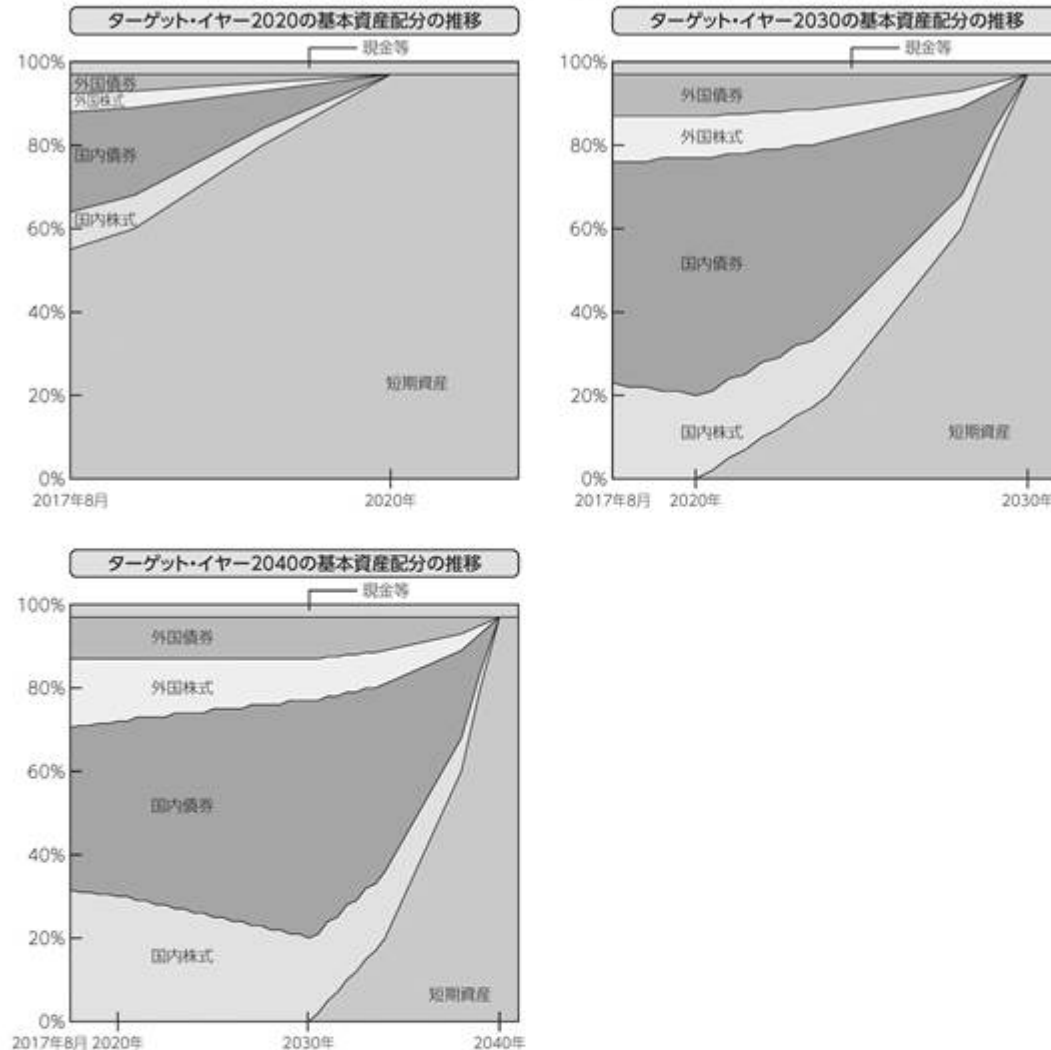 ターゲット・イヤー2020の基本資産配分の推移
現金等
100%
外国債券
外国株式
80%
国内債券
60%
国内株式
40%
短期資産
20%
0%
2017年8月
2020年
ターゲット・イヤー2030の基本資産配分の推移
現金等
100%
外国債券
外国株式
80%
60%
国内債券
40%
20%
国内株式
短期資産
0%
2017年8月 2020年
2030年
ターゲット・イヤー2040の基本資産配分の推移
現金等
100%
外国債券
外国株式
80%
60%
国内債券
40%
20%
国内株式
短期資産
0%
2017年8月 2020年
2030年
2040年